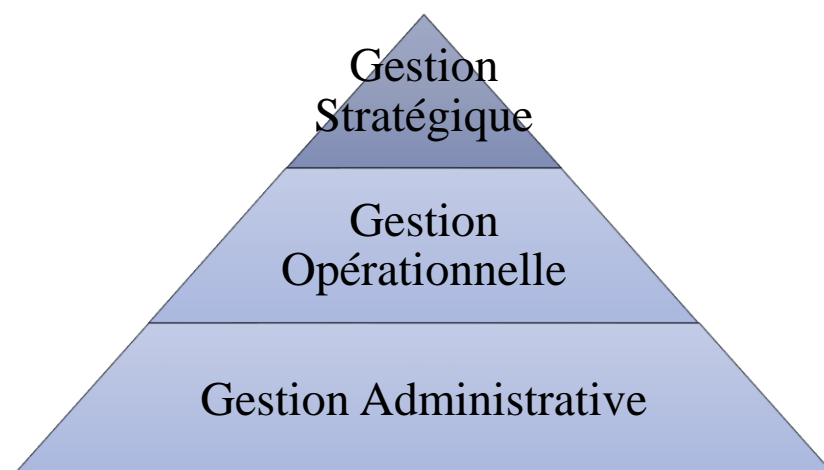 Gestion
Stratégique
Gestion
Opérationnelle
Gestion Administrative